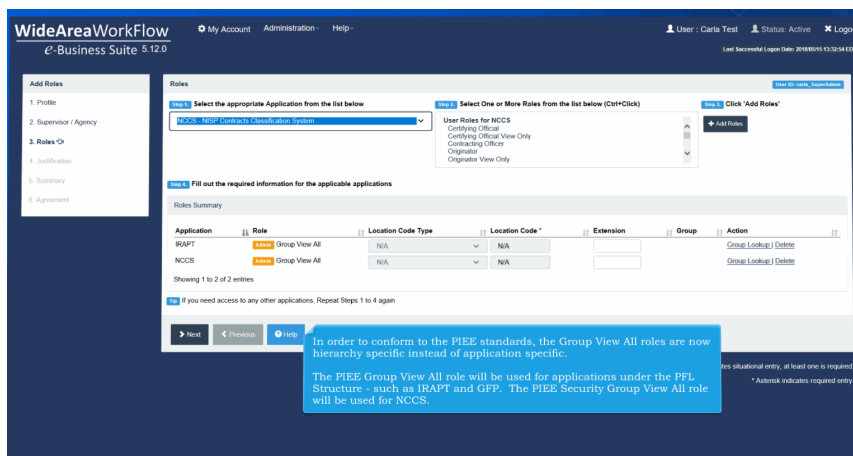 WideAreaWorkFlow
e-Business Suite 5.12.0
My Account Administration Help
User : Carla Test Status: Active Logo
Last Successful Logon Date: 2018/05/15 13:32:54 ED
Add Roles
1. Profile
2. Supervisor / Agency
3. Roles
4. Justification
5. Summary
6. Agreement
Roles
User ID: carla_SuperAdmin
Step 1. Select the appropriate Application from the list below
NCCS - NISP Contracts Classification System
Step 2. Select One or More Roles from the list below (Ctrl+Click)
User Roles for NCCS
Certifying Official
Certifying Official View Only
Contracting Officer
Originator
Originator View Only
Step 3. Click 'Add Roles'
+ Add Roles
Step 4. Fill out the required information for the applicable applications
Roles Summary
Application Role Location Code Type Location Code * Extension Group Action
IRAPT Admin Group View All N/A N/A Group Lookup | Delete
NCCS Admin Group View All N/A N/A Group Lookup | Delete
Showing 1 to 2 of 2 entries
Tip If you need access to any other applications, Repeat Steps 1 to 4 again
Next Previous Help
In order to conform to the PIEE standards, the Group View All roles are now
hierarchy specific instead of application specific.
The PIEE Group View All role will be used for applications under the PFL
Structure - such as IRAPT and GFP. The PIEE Security Group View All role
will be used for NCCS.
tes situational entry, at least one is required
* Asterisk indicates required entry